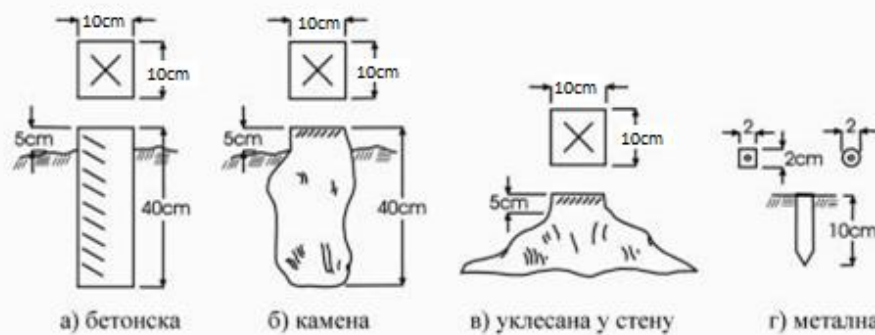 10cm
10cm
5cm
40cm
а) бетонска
10cm
10cm
5cm
40cm
б) камена
10cm
10cm
5cm
в) уклесана у стену
2
2
2cm
10cm
г) метална